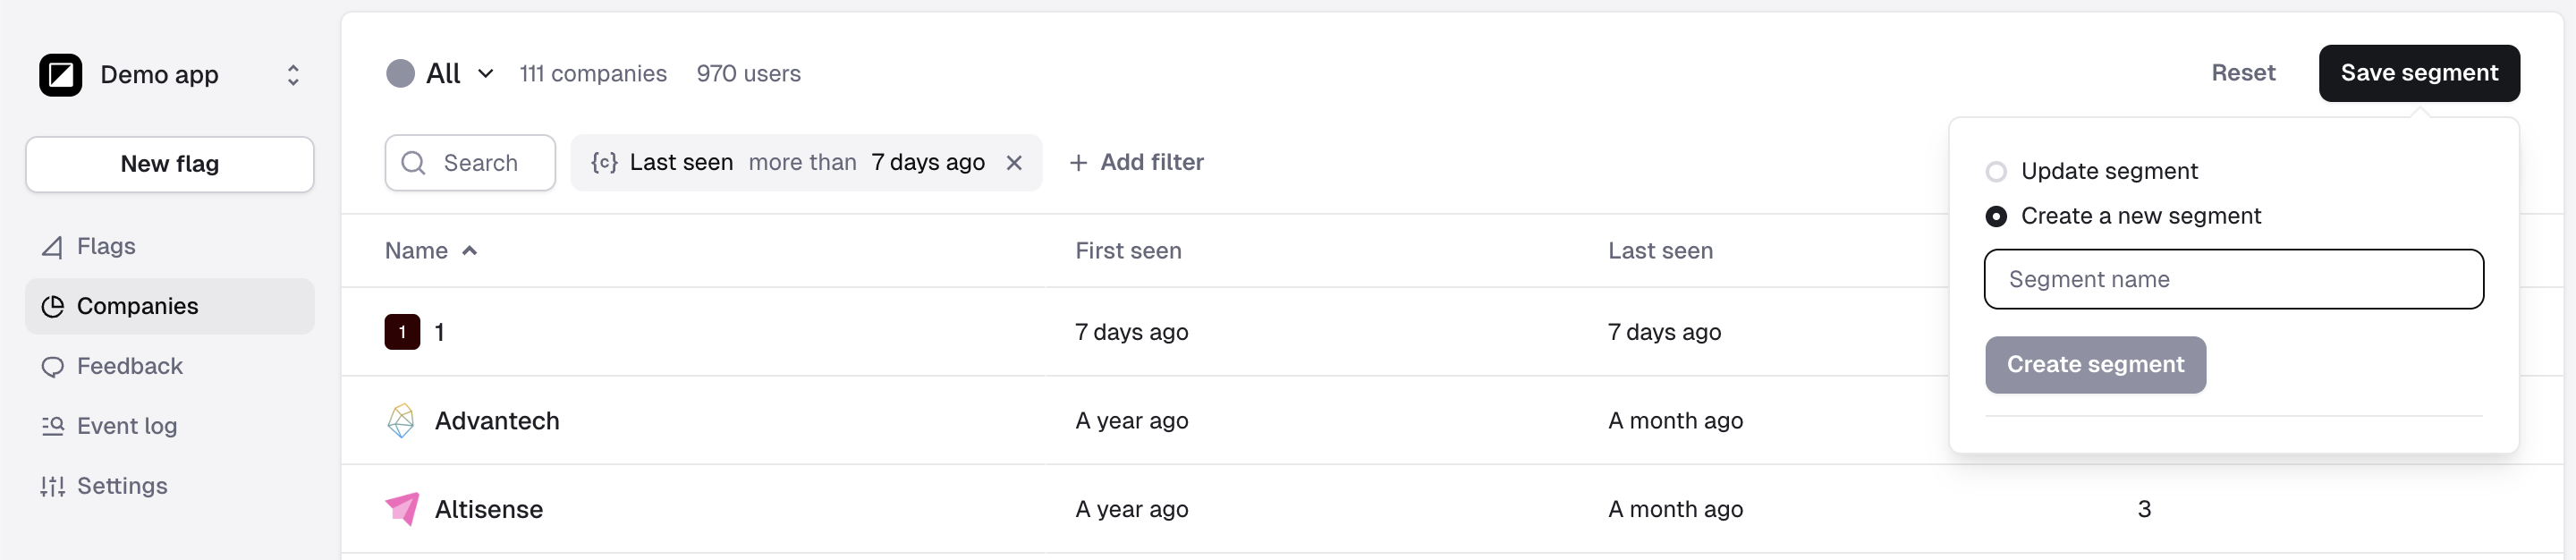 Demo app
New flag
Flags
Companies
Feedback
Event log
Settings
All 111 companies 970 users
Reset Save segment
Search {c} Last seen more than 7 days ago + Add filter
Update segment
Create a new segment
Segment name
Create segment
Name First seen Last seen
1 1 7 days ago 7 days ago
Advantech A year ago A month ago
Altisense A year ago A month ago 3